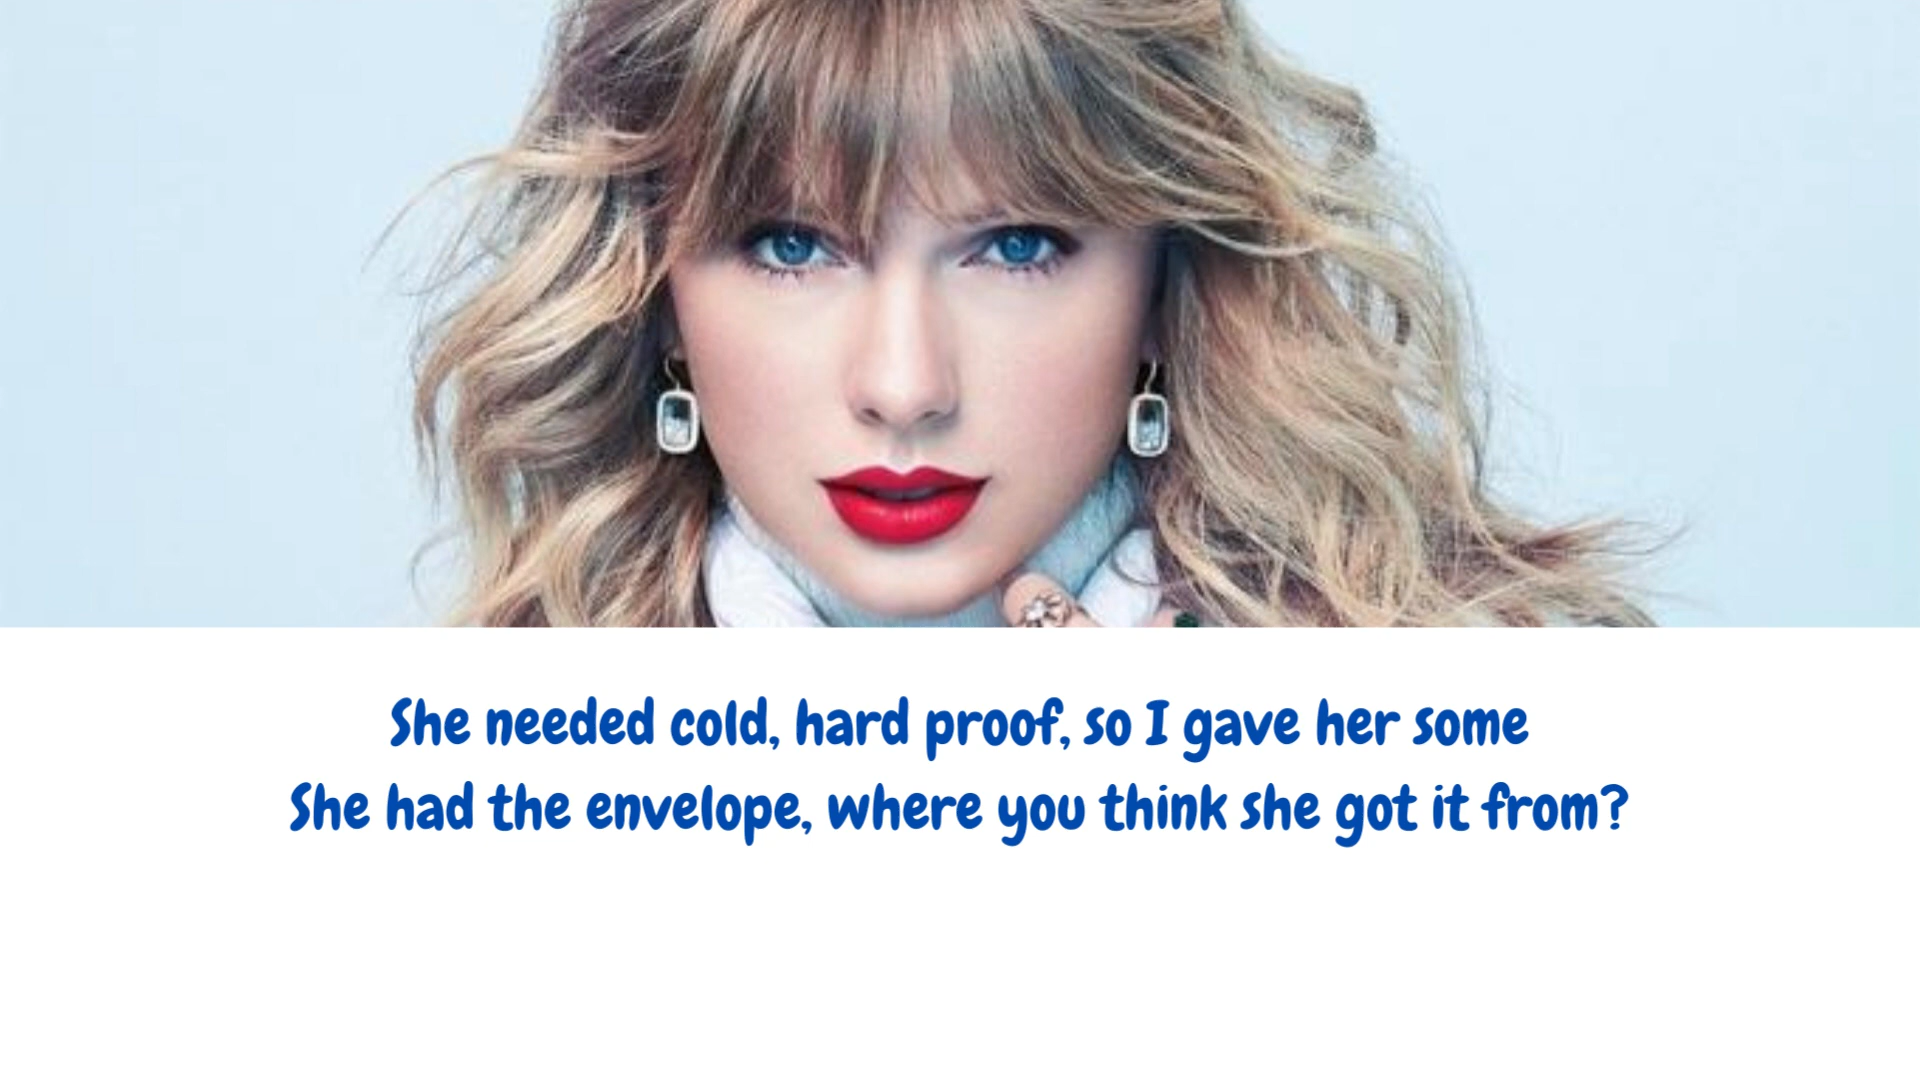 She needed cold, hard proof, so I gave her some
She had the envelope, where you think she got it from?